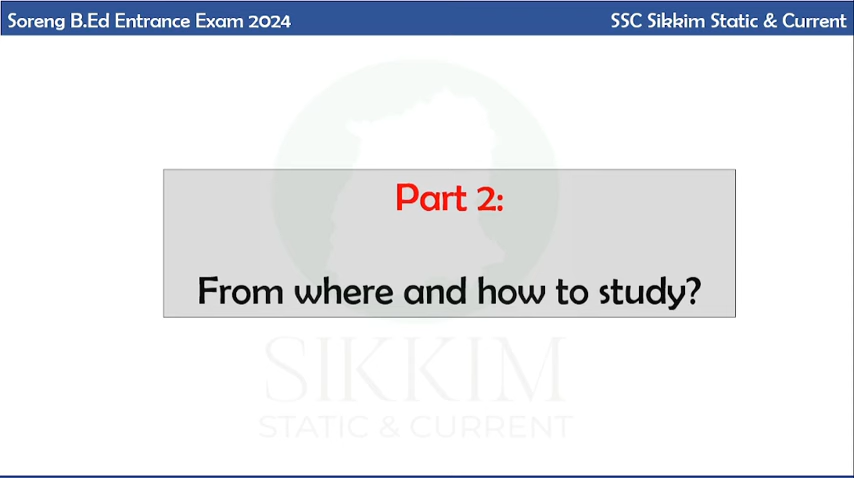 Soreng B.Ed Entrance Exam 2024
SSC Sikkim Static & Current
Part 2:
From where and how to study?
SIKKIM
STATIC & CURRENT